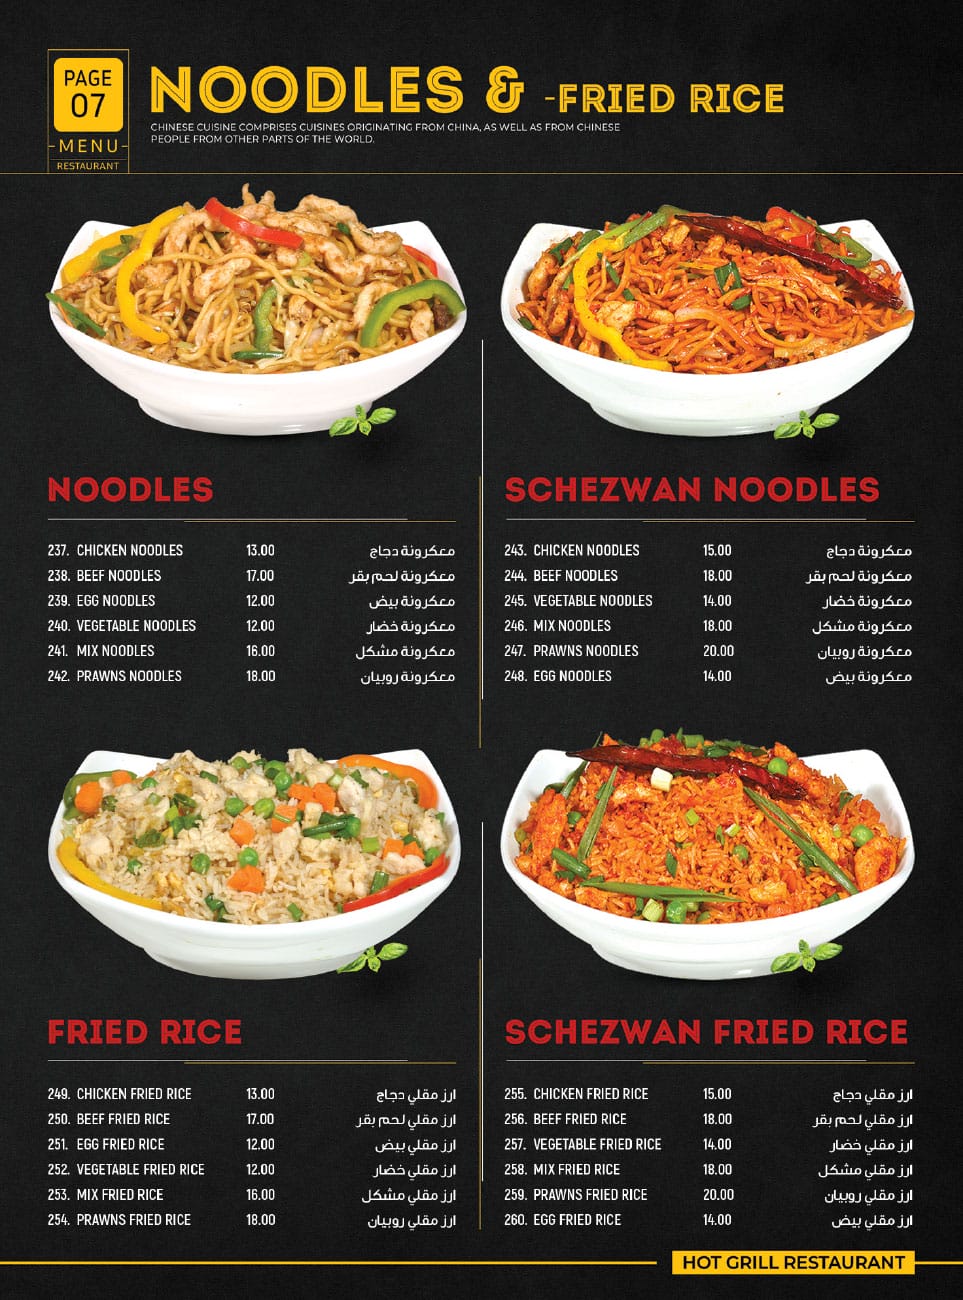 PAGE
07
-MENU-
RESTAURANT
NOODLES & -FRIED RICE
CHINESE CUISINE COMPRISES CUISINES ORIGINATING FROM CHINA, AS WELL AS FROM CHINESE
PEOPLE FROM OTHER PARTS OF THE WORLD.
NOODLES
237. CHICKEN NOODLES 13.00 معكرونة دجاج
238. BEEF NOODLES 17.00 معكرونة لحم بقر
239. EGG NOODLES 12.00 معكرونة بيض
240. VEGETABLE NOODLES 12.00 معكرونة خضار
241. MIX NOODLES 16.00 معكرونة مشكل
242. PRAWNS NOODLES 18.00 معكرونة روبيان
SCHEZWAN NOODLES
243. CHICKEN NOODLES 15.00 معكرونة دجاج
244. BEEF NOODLES 18.00 معكرونة لحم بقر
245. VEGETABLE NOODLES 14.00 معكرونة خضار
246. MIX NOODLES 18.00 معكرونة مشكل
247. PRAWNS NOODLES 20.00 معكرونة روبيان
248. EGG NOODLES 14.00 معكرونة بيض
FRIED RICE
249. CHICKEN FRIED RICE 13.00 ارز مقلي دجاج
250. BEEF FRIED RICE 17.00 ارز مقلي لحم بقر
251. EGG FRIED RICE 12.00 ارز مقلي بيض
252. VEGETABLE FRIED RICE 12.00 ارز مقلي خضار
253. MIX FRIED RICE 16.00 ارز مقلي مشكل
254. PRAWNS FRIED RICE 18.00 ارز مقلي روبيان
SCHEZWAN FRIED RICE
255. CHICKEN FRIED RICE 15.00 ارز مقلي دجاج
256. BEEF FRIED RICE 18.00 ارز مقلي لحم بقر
257. VEGETABLE FRIED RICE 14.00 ارز مقلي خضار
258. MIX FRIED RICE 18.00 ارز مقلي مشكل
259. PRAWNS FRIED RICE 20.00 ارز مقلي روبيان
260. EGG FRIED RICE 14.00 ارز مقلي بيض
HOT GRILL RESTAURANT